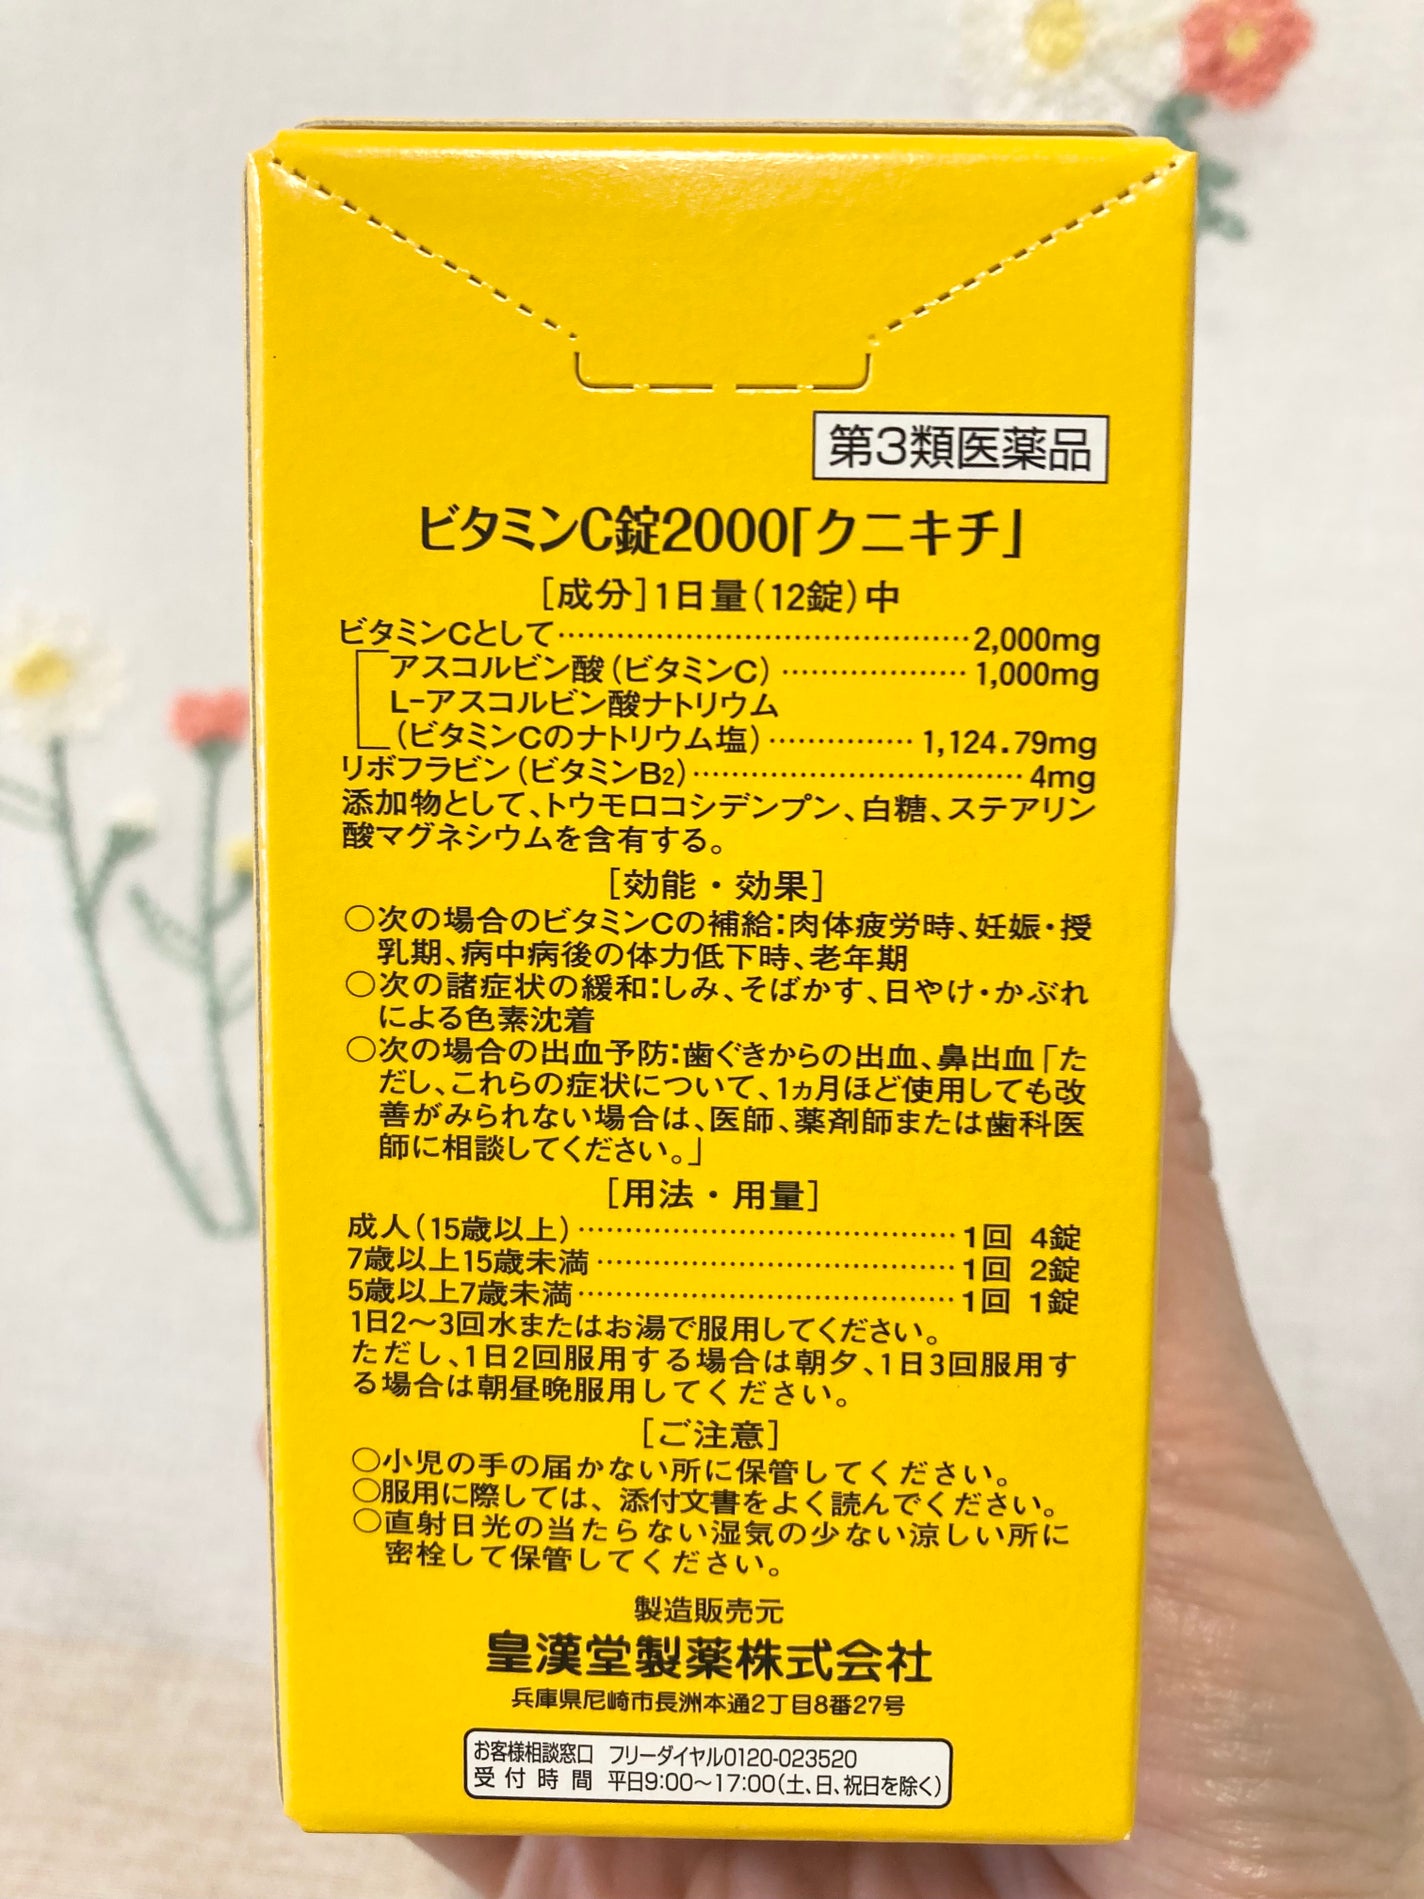 第3類医薬品
ビタミンC錠2000「クニキチ」
［成分］1日量（12錠）中
ビタミンCとして……………………………………2,000mg
アスコルビン酸（ビタミンC）………………1,000mg
L-アスコルビン酸ナトリウム
（ビタミンCのナトリウム塩）……………1,124.79mg
リボフラビン（ビタミンB2）……………………………4mg
添加物として、トウモロコシデンプン、白糖、ステアリン
酸マグネシウムを含有する。
［効能・効果］
○次の場合のビタミンCの補給：肉体疲労時、妊娠・授
乳期、病中病後の体力低下時、老年期
○次の諸症状の緩和：しみ、そばかす、日やけ・かぶれ
による色素沈着
○次の場合の出血予防：歯ぐきからの出血、鼻出血「た
だし、これらの症状について、1ヵ月ほど使用しても改
善がみられない場合は、医師、薬剤師または歯科医
師に相談してください。」
［用法・用量］
成人（15歳以上）…………………………………1回 4錠
7歳以上15歳未満………………………………1回 2錠
5歳以上7歳未満…………………………………1回 1錠
1日2～3回水またはお湯で服用してください。
ただし、1日2回服用する場合は朝夕、1日3回服用す
る場合は朝昼晩服用してください。
［ご注意］
○小児の手の届かない所に保管してください。
○服用に際しては、添付文書をよく読んでください。
○直射日光の当たらない湿気の少ない涼しい所に
密栓して保管してください。
製造販売元
皇漢堂製薬株式会社
兵庫県尼崎市長洲本通2丁目8番27号
お客様相談窓口 フリーダイヤル0120-023520
受付時間 平日9:00～17:00（土、日、祝日を除く）